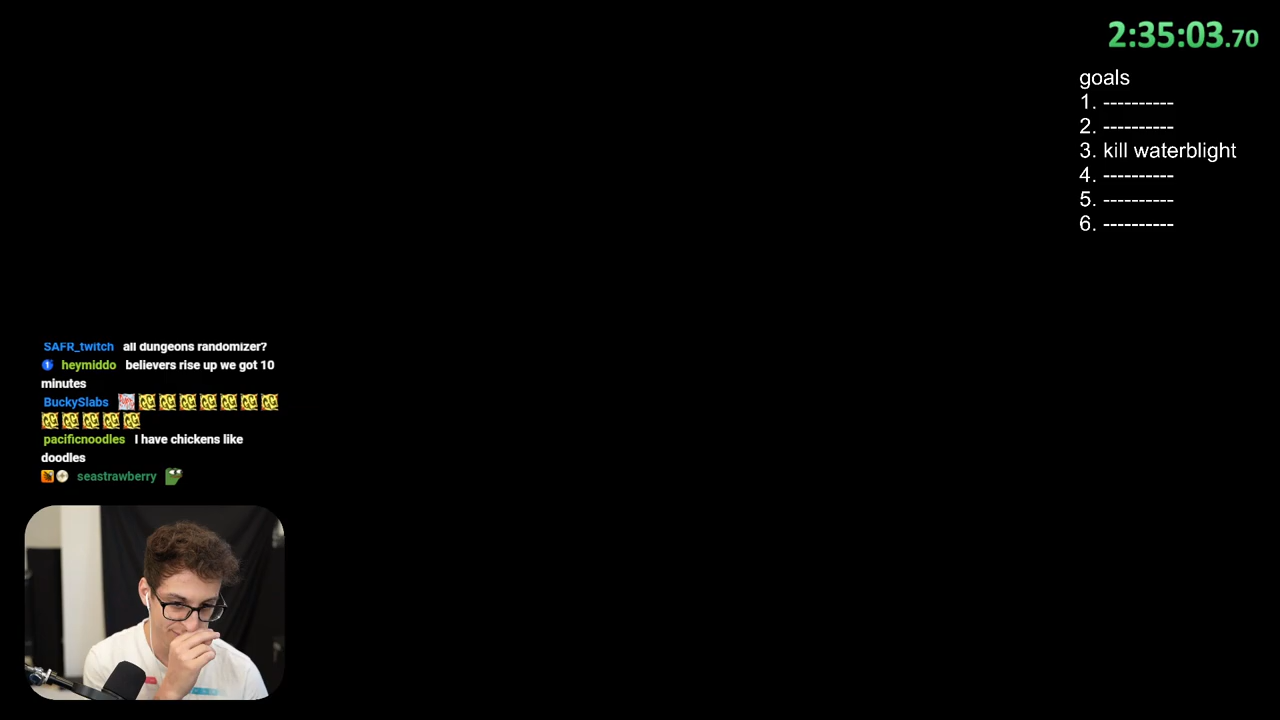 2:35:03.70
goals
1. ----------
2. ----------
3. kill waterblight
4. ----------
5. ----------
6. ----------
SAFR_twitch all dungeons randomizer?
heymiddo believers rise up we got 10
minutes
BuckySlabs
pacificnoodles I have chickens like
doodles
seastrawberry